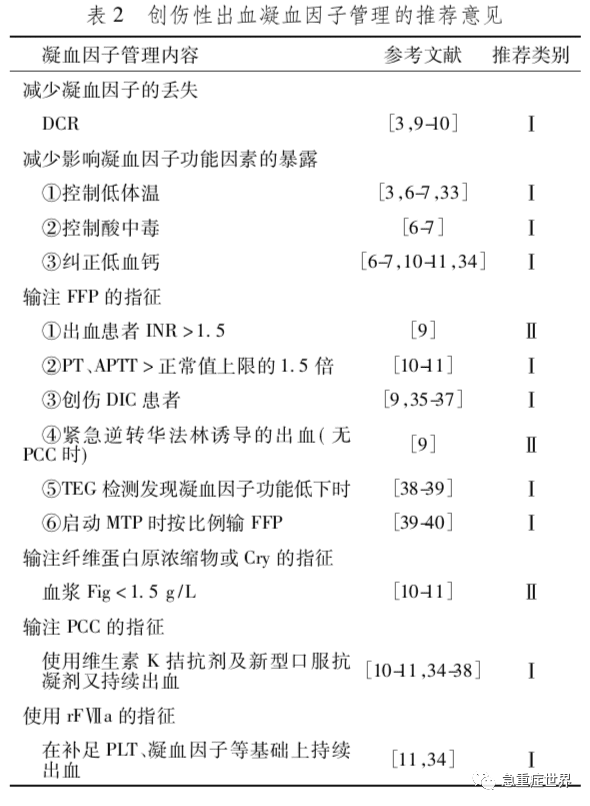 表 2 创伤性出血凝血因子管理的推荐意见
凝血因子管理内容 参考文献 推荐类别
减少凝血因子的丢失
DCR [3,9-10] Ⅰ
减少影响凝血因子功能因素的暴露
①控制低体温 [3,6-7,33] Ⅰ
②控制酸中毒 [6-7] Ⅰ
③纠正低血钙 [6-7,10-11,34] Ⅰ
输注 FFP 的指征
①出血患者 INR >1.5 [9] Ⅱ
②PT、APTT > 正常值上限的 1.5 倍 [10-11] Ⅰ
③创伤 DIC 患者 [9,35-37] Ⅰ
④紧急逆转华法林诱导的出血( 无
PCC 时) [9] Ⅱ
⑤TEG 检测发现凝血因子功能低下时 [38-39] Ⅰ
⑥启动 MTP 时按比例输 FFP [39-40] Ⅰ
输注纤维蛋白原浓缩物或 Cry 的指征
血浆 Fig <1.5 g/L [10-11] Ⅱ
输注 PCC 的指征
使用维生素 K 拮抗剂及新型口服抗
凝剂又持续出血 [10-11,34-38] Ⅰ
使用 rFⅦa 的指征
在补足 PLT、凝血因子等基础上持续
出血 [11,34] Ⅰ
急重症世界